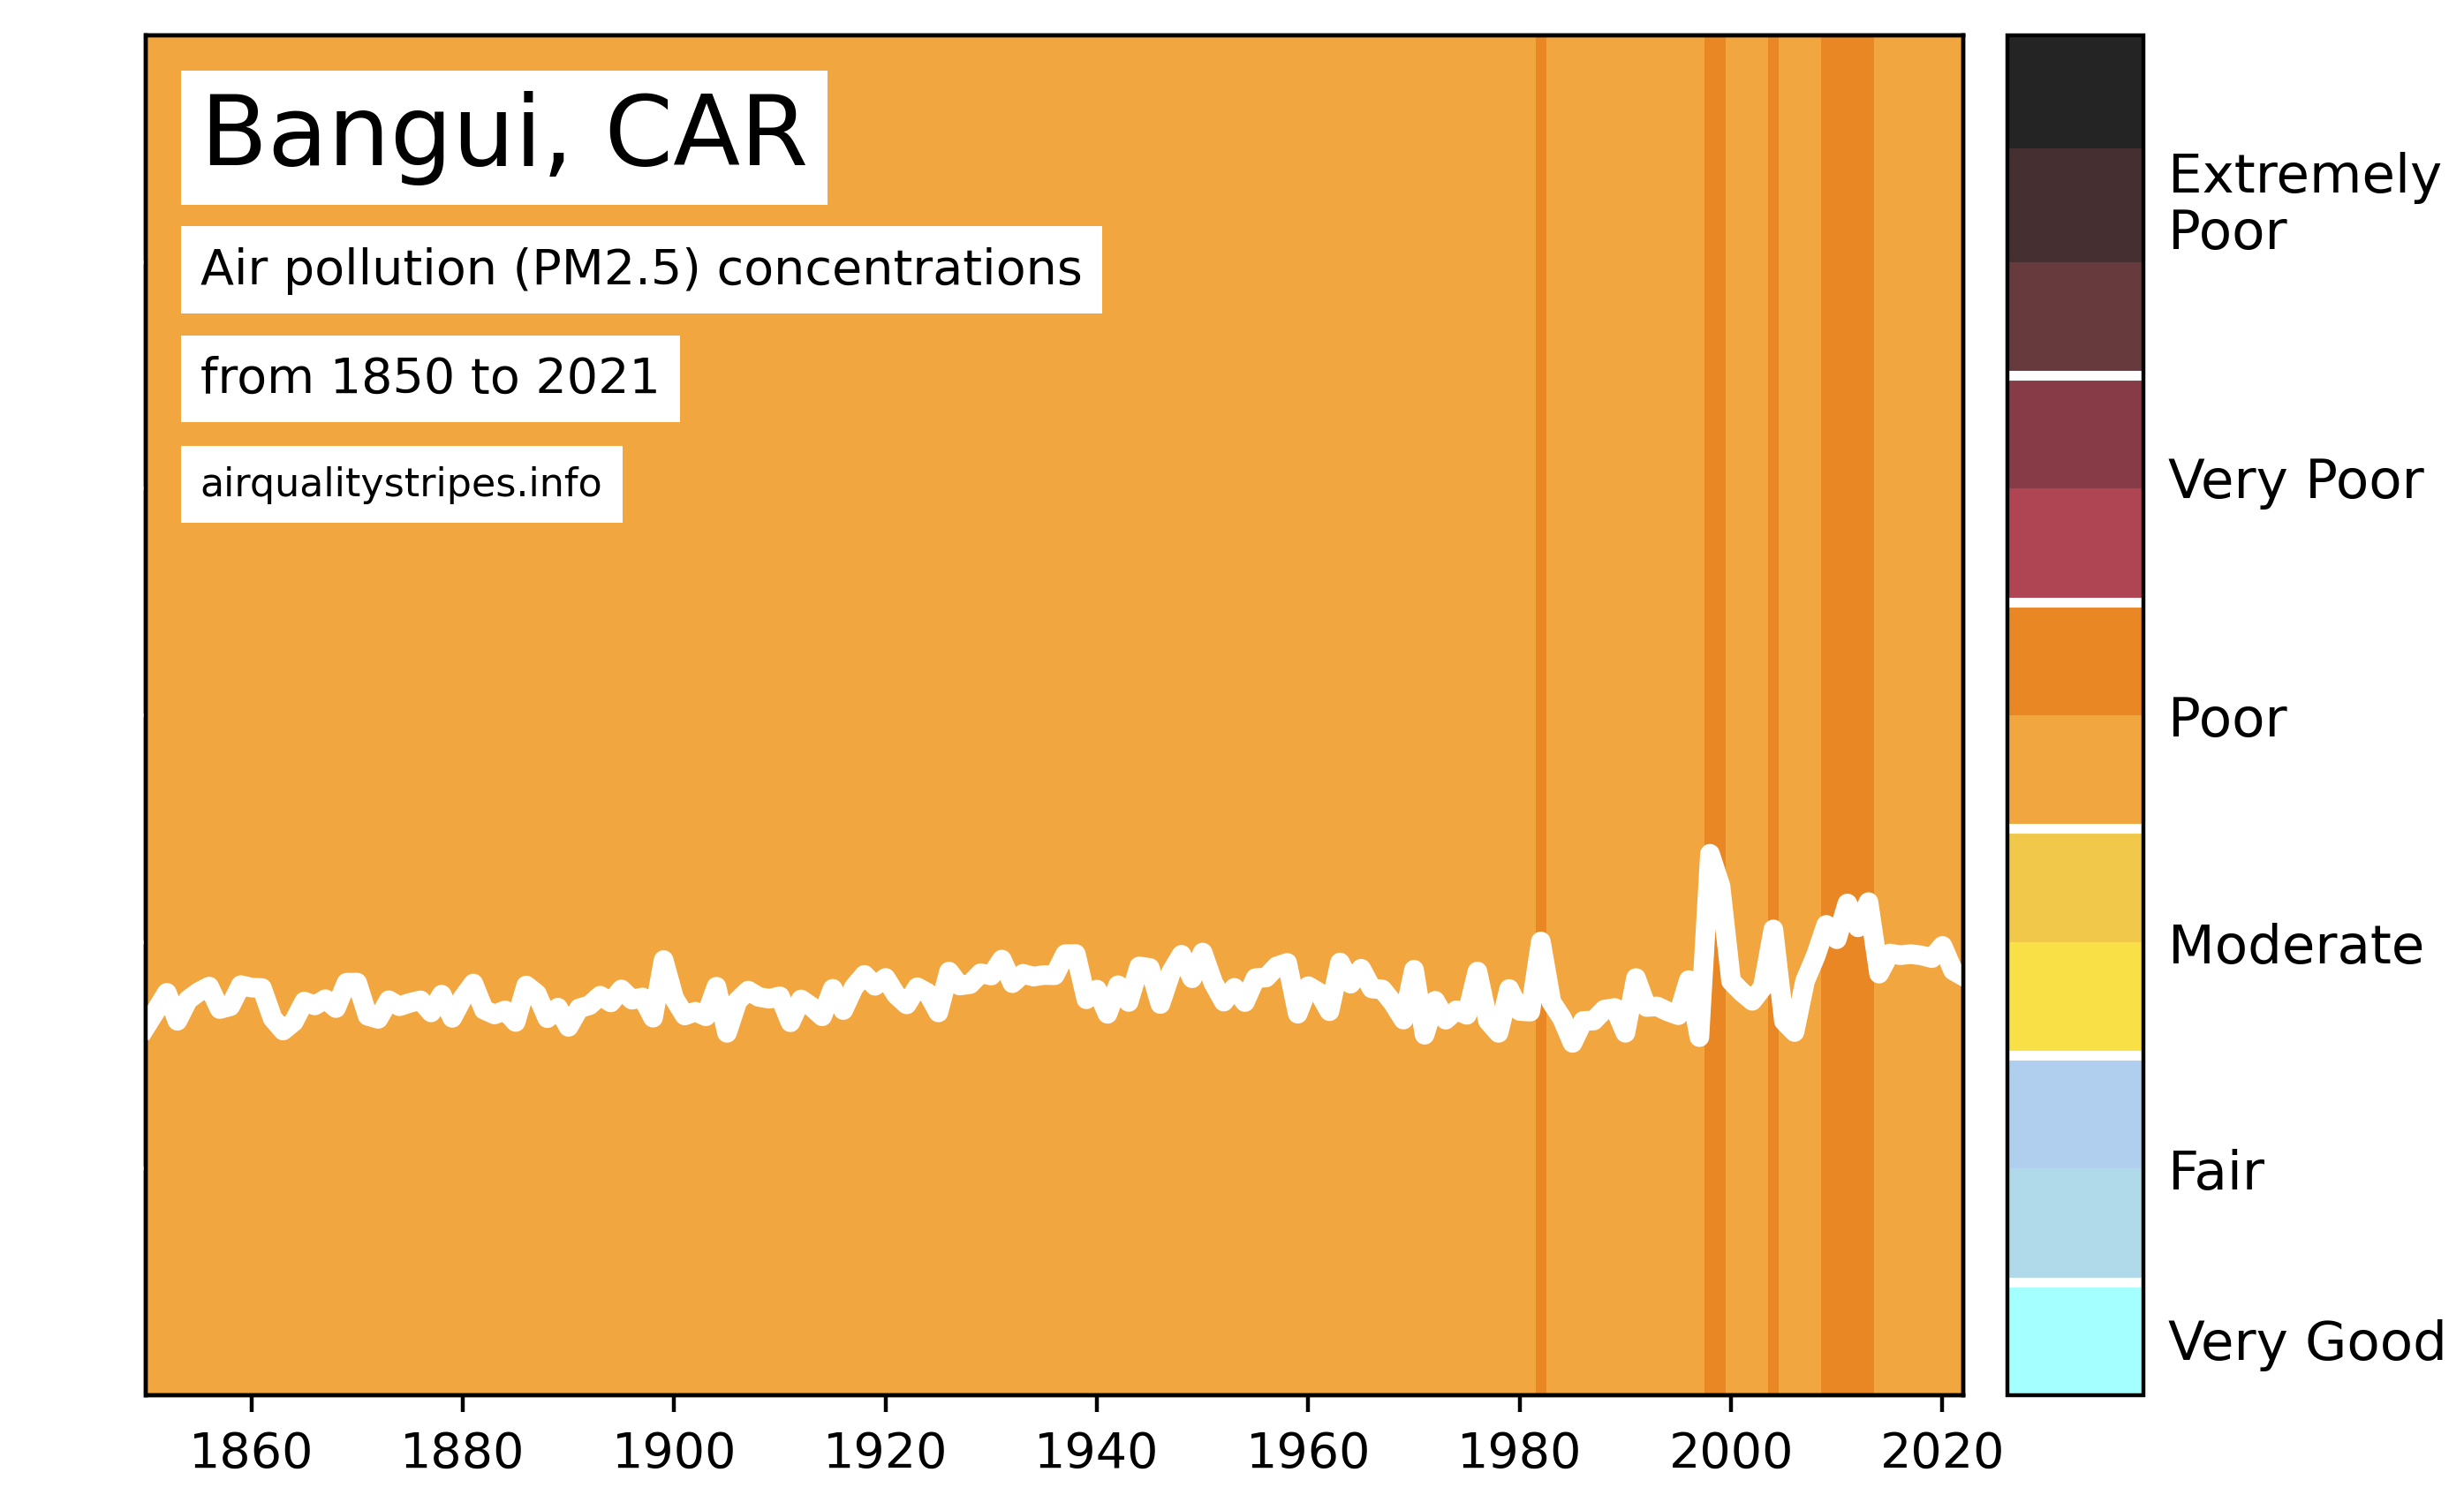 Bangui, CAR
Air pollution (PM2.5) concentrations
from 1850 to 2021
airqualitystripes.info
Extremely
Poor
Very Poor
Poor
Moderate
Fair
Very Good
1860 1880 1900 1920 1940 1960 1980 2000 2020